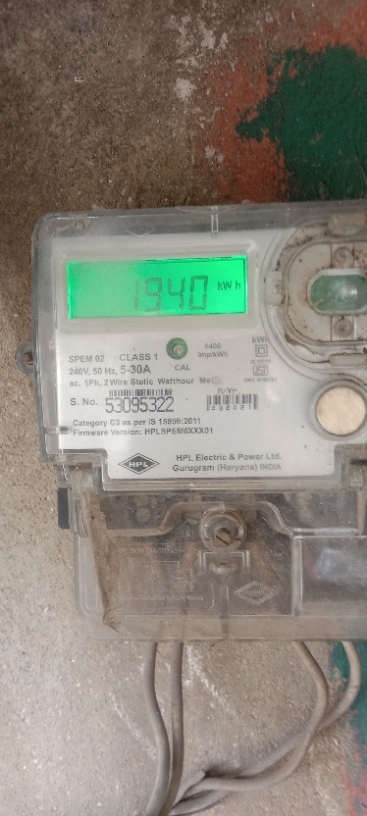 1940 kWh
SPEM 02 CLASS 1
240V, 50 Hz, 5-30A
CAL
6400
imp/kWh
kWh
ac, 1Ph, 2 Wire Static Watthour
S. No. 53095322
Category C3 as per IS 15959:2011
Firmware Version:
HPL
HPL Electric & Power Ltd.
Gurugram (Haryana) INDIA